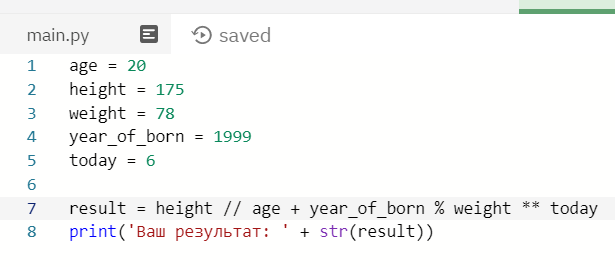 main.py saved
1 age = 20
2 height = 175
3 weight = 78
4 year_of_born = 1999
5 today = 6
6
7 result = height // age + year_of_born % weight ** today
8 print('Ваш результат: ' + str(result))